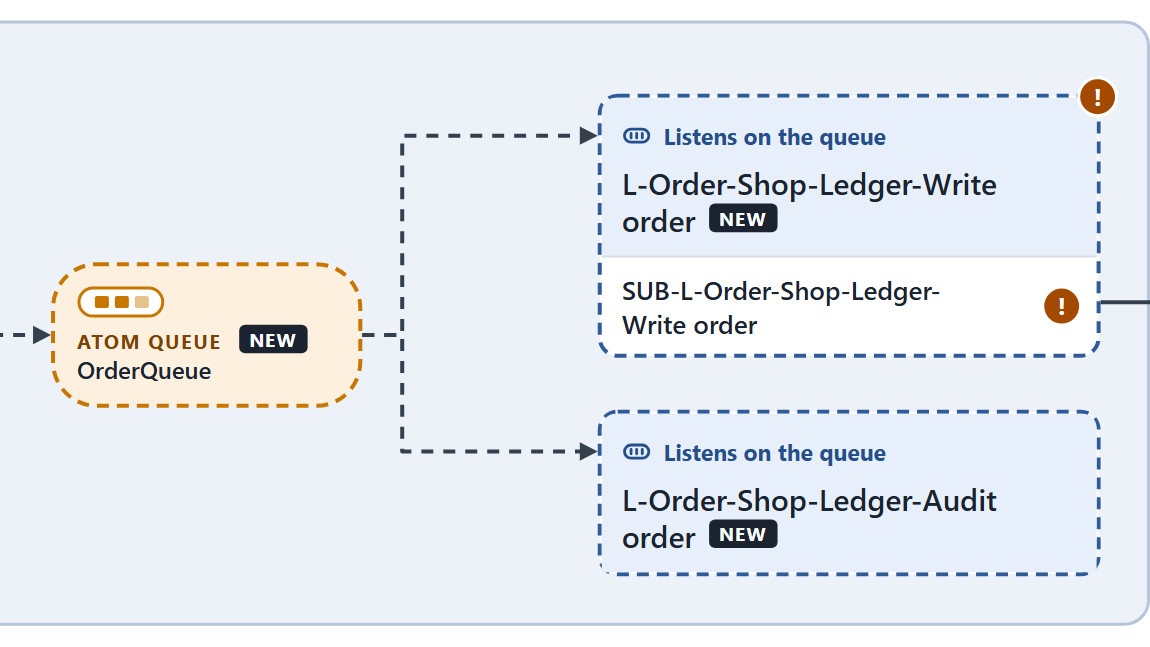 ATOM QUEUE NEW
OrderQueue
!
Listens on the queue
L-Order-Shop-Ledger-Write
order NEW
SUB-L-Order-Shop-Ledger-
Write order
!
Listens on the queue
L-Order-Shop-Ledger-Audit
order NEW